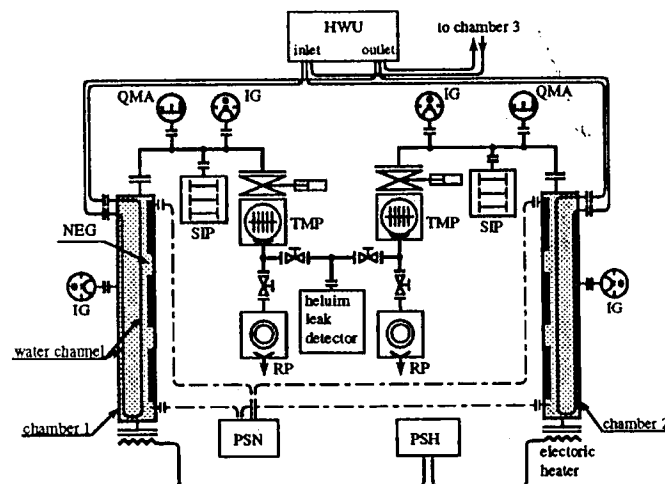 HWU
inlet outlet
to chamber 3
QMA
IG
IG
QMA
SIP
TMP
TMP
SIP
NEG
IG
heluim
leak
detector
IG
water channel
RP
RP
chamber 1
PSN
PSH
chamber 2
electoric
heater